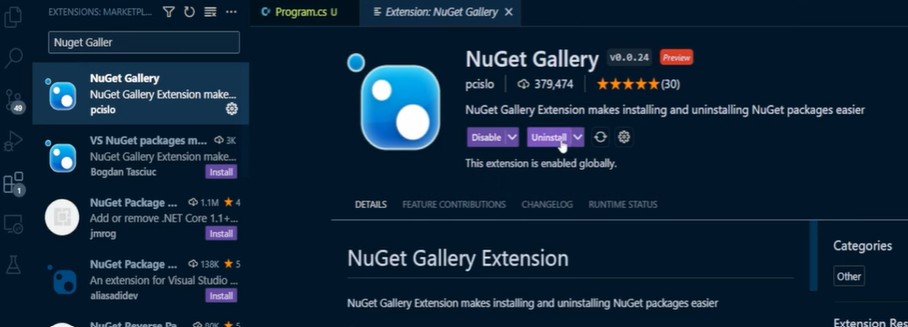 EXTENSIONS: MARKETPL...
Nuget Galler
NuGet Gallery
NuGet Gallery Extension make...
pcislo
VS NuGet packages m... 3K
NuGet Gallery Extension make...
Bogdan Tasciuc Install
NuGet Package ... 1.1M ★ 4
Add or remove .NET Core 1.1+...
jmrog Install
NuGet Package ... 138K ★ 5
An extension for Visual Studio ...
aliasadidev Install
NuGet Reverse Pa... 80K ★ 5
49
1
Program.cs U
Extension: NuGet Gallery ×
NuGet Gallery v0.0.24 Preview
pcislo 379,474 ★★★★★(30)
NuGet Gallery Extension makes installing and uninstalling NuGet packages easier
Disable Uninstall
This extension is enabled globally.
DETAILS FEATURE CONTRIBUTIONS CHANGELOG RUNTIME STATUS
NuGet Gallery Extension
NuGet Gallery Extension makes installing and uninstalling NuGet packages easier
Categories
Other
Extension Res